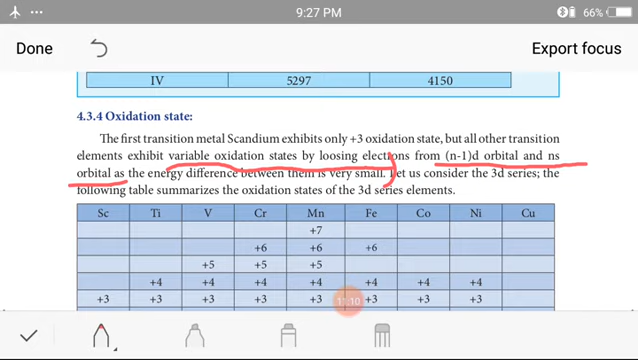 9:27 PM
66%
Done
Export focus
IV 5297 4150
4.3.4 Oxidation state:
The first transition metal Scandium exhibits only +3 oxidation state, but all other transition
elements exhibit variable oxidation states by loosing electrons from (n-1)d orbital and ns
orbital as the energy difference between them is very small. Let us consider the 3d series; the
following table summarizes the oxidation states of the 3d series elements.
Sc Ti V Cr Mn Fe Co Ni Cu
+7
+6 +6 +6
+5 +5 +5
+4 +4 +4 +4 +4 +4 +4
+3 +3 +3 +3 +3 +3 +3 +3
11:10